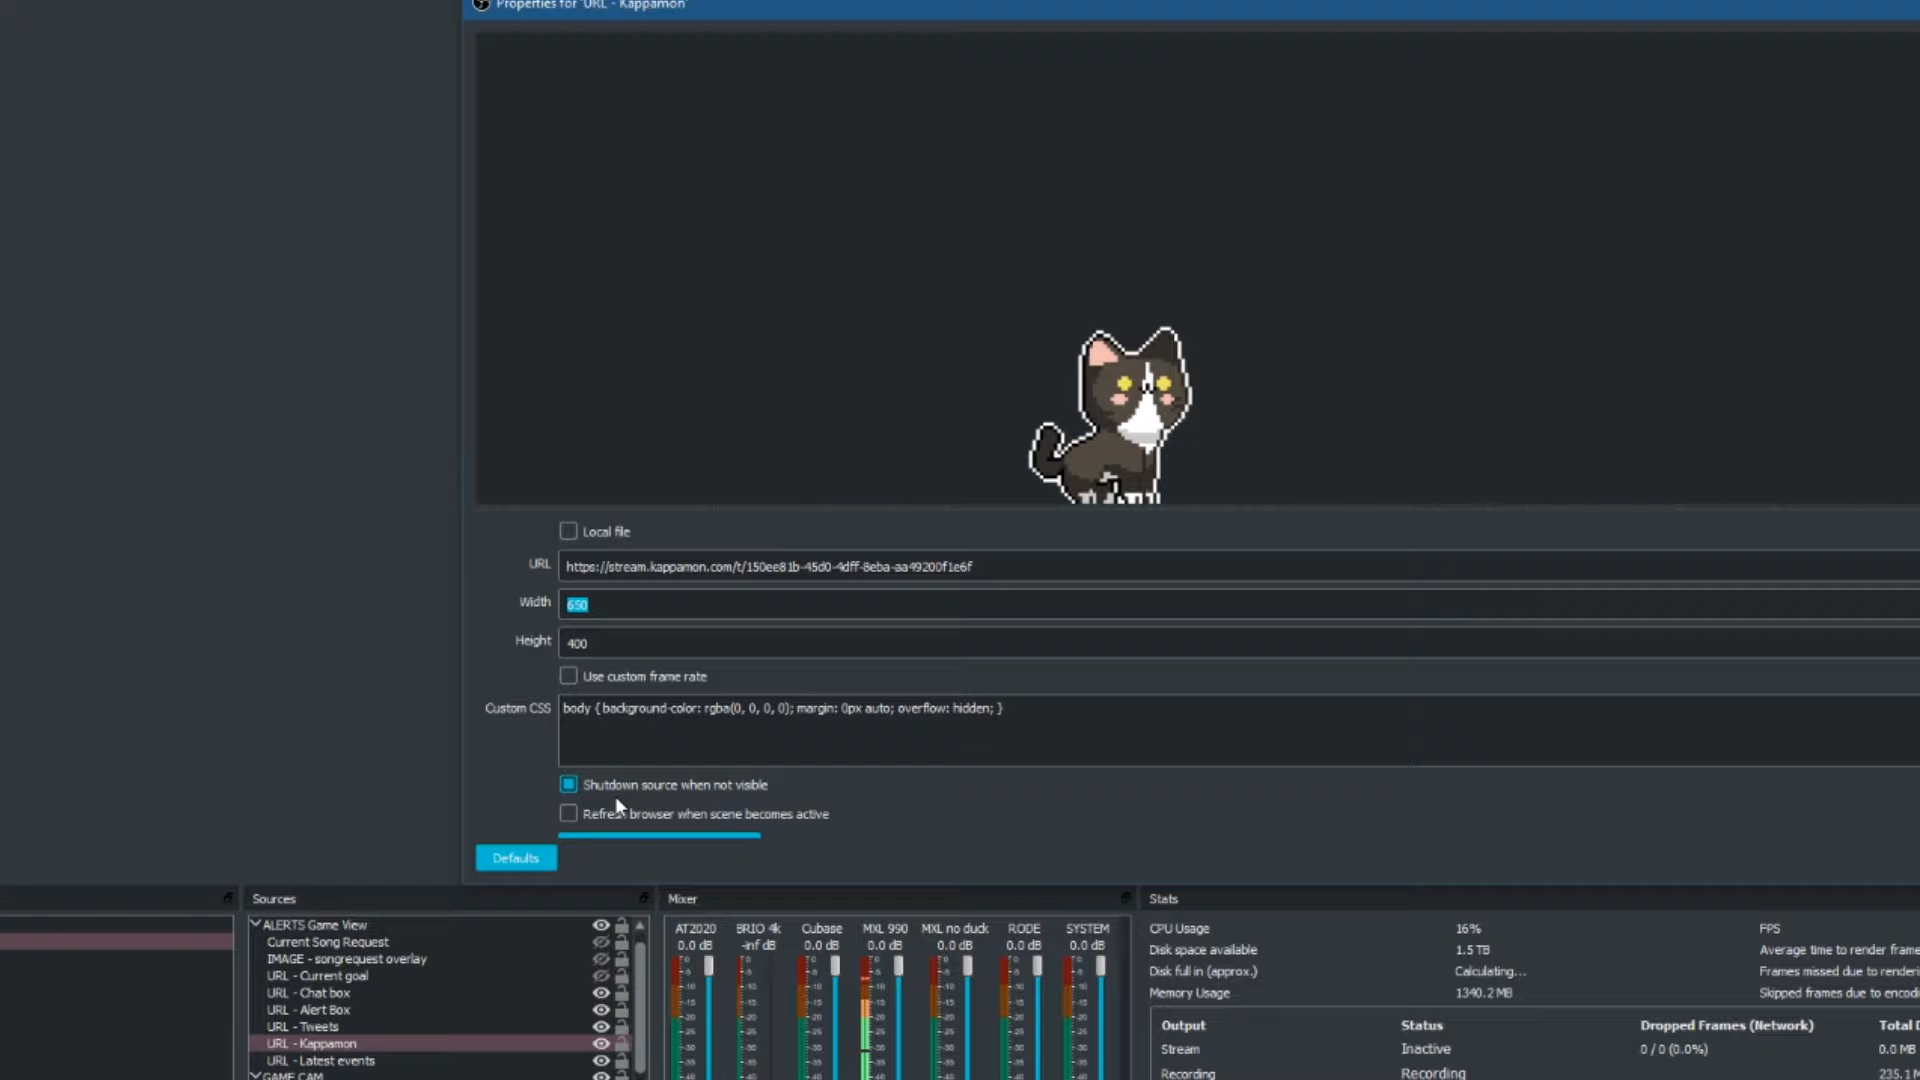 Properties for 'URL - Kappamon'
Local file
URL https://stream.kappamon.com/t/150ee81b-45d0-4dff-8eba-aa49200f1e6f
Width 650
Height 400
Use custom frame rate
Custom CSS body { background-color: rgba(0, 0, 0, 0); margin: 0px auto; overflow: hidden; }
Shutdown source when not visible
Refresh browser when scene becomes active
Defaults
Sources
ALERTS Game View
Current Song Request
IMAGE - songrequest overlay
URL - Current goal
URL - Chat box
URL - Alert Box
URL - Tweets
URL - Kappamon
URL - Latest events
GAME CAM
Mixer
AT2020 BRIO 4k Cubase MXL 990 MXL no duck RODE SYSTEM
0.0 dB -inf dB 0.0 dB 0.0 dB 0.0 dB 0.0 dB 0.0 dB
Stats
CPU Usage 16% FPS
Disk space available 1.5 TB Average time to render frame
Disk full in (approx.) Calculating... Frames missed due to renderi
Memory Usage 1340.2 MB Skipped frames due to encodi
Output Status Dropped Frames (Network) Total D
Stream Inactive 0 / 0 (0.0%) 0.0 MB
Recording Recording 235.1 M